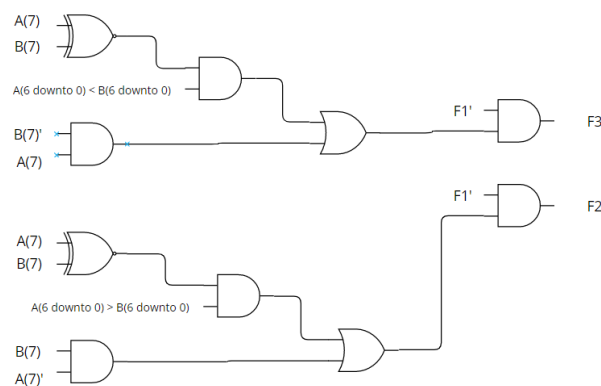 A(7)
B(7)
A(6 downto 0) < B(6 downto 0)
B(7)'
A(7)
F1'
F3
F1'
F2
A(7)
B(7)
A(6 downto 0) > B(6 downto 0)
B(7)
A(7)'